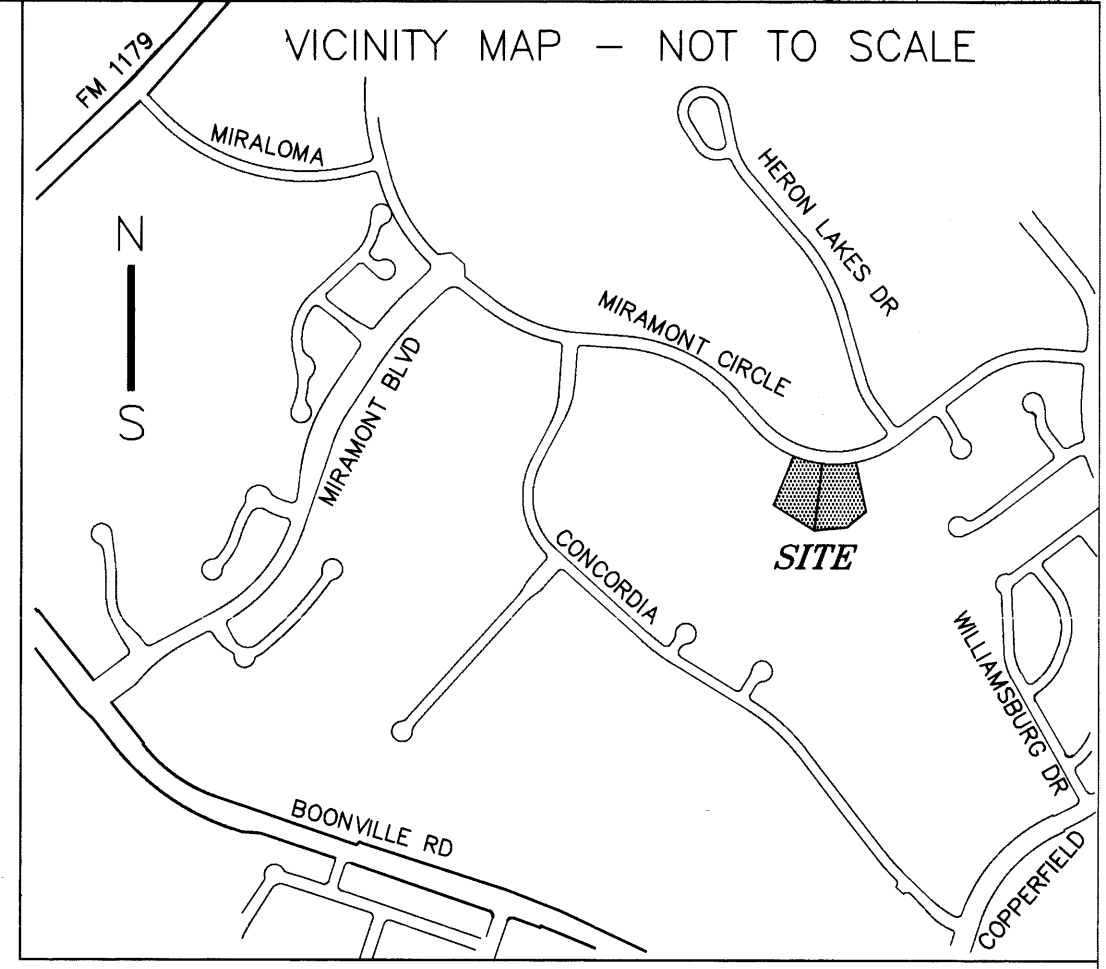 VICINITY MAP – NOT TO SCALE
FM 1179
MIRALOMA
HERON LAKES DR
N
S
MIRAMONT CIRCLE
MIRAMONT BLVD
SITE
CONCORDIA
WILLIAMSBURG DR
BOONVILLE RD
COPPERFIELD